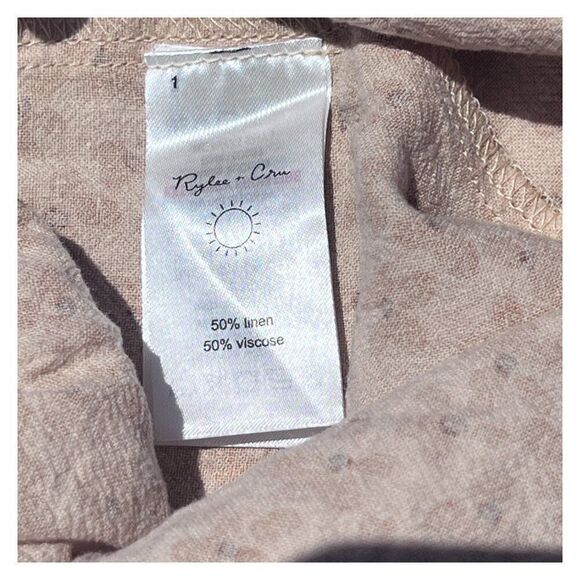 1
Rylee + Cru
50% linen
50% viscose